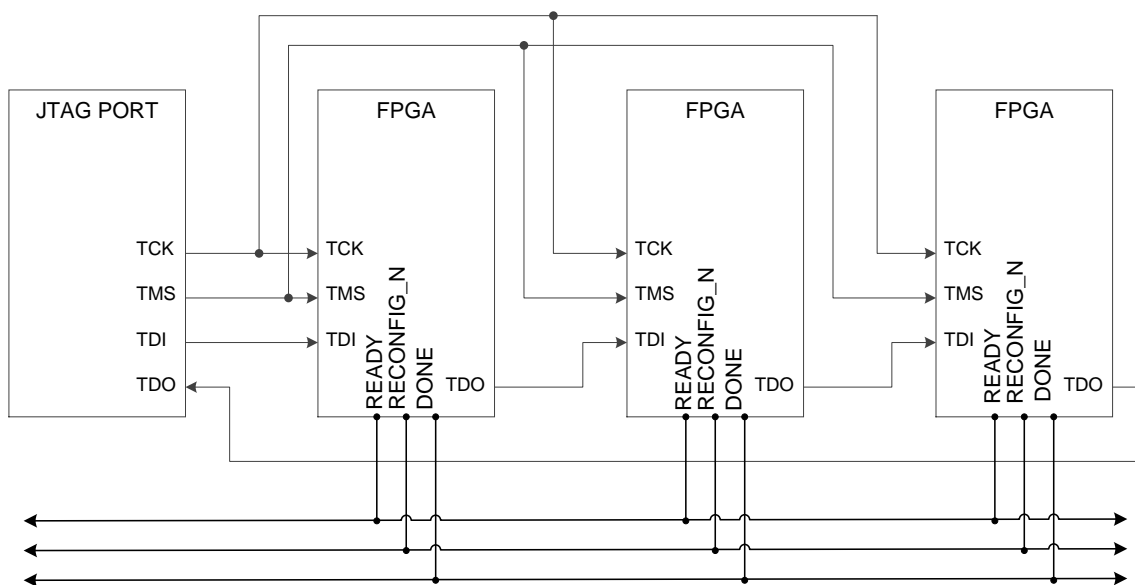 JTAG PORT
TCK
TMS
TDI
TDO
FPGA
TCK
TMS
TDI
READY
RECONFIG_N
DONE
TDO
FPGA
TCK
TMS
TDI
READY
RECONFIG_N
DONE
TDO
FPGA
TCK
TMS
TDI
READY
RECONFIG_N
DONE
TDO